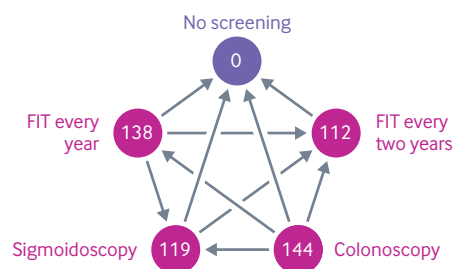 No screening
0
FIT every
year
138
112
FIT every
two years
Sigmoidoscopy
119
144
Colonoscopy